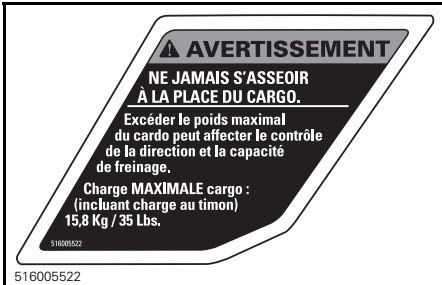 AVERTISSEMENT
NE JAMAIS S'ASSEOIR
À LA PLACE DU CARGO.
Excéder le poids maximal
du cardo peut affecter le contrôle
de la direction et la capacité
de freinage.
Charge MAXIMALE cargo :
(incluant charge au timon)
15,8 Kg / 35 Lbs.
516005522
516005522